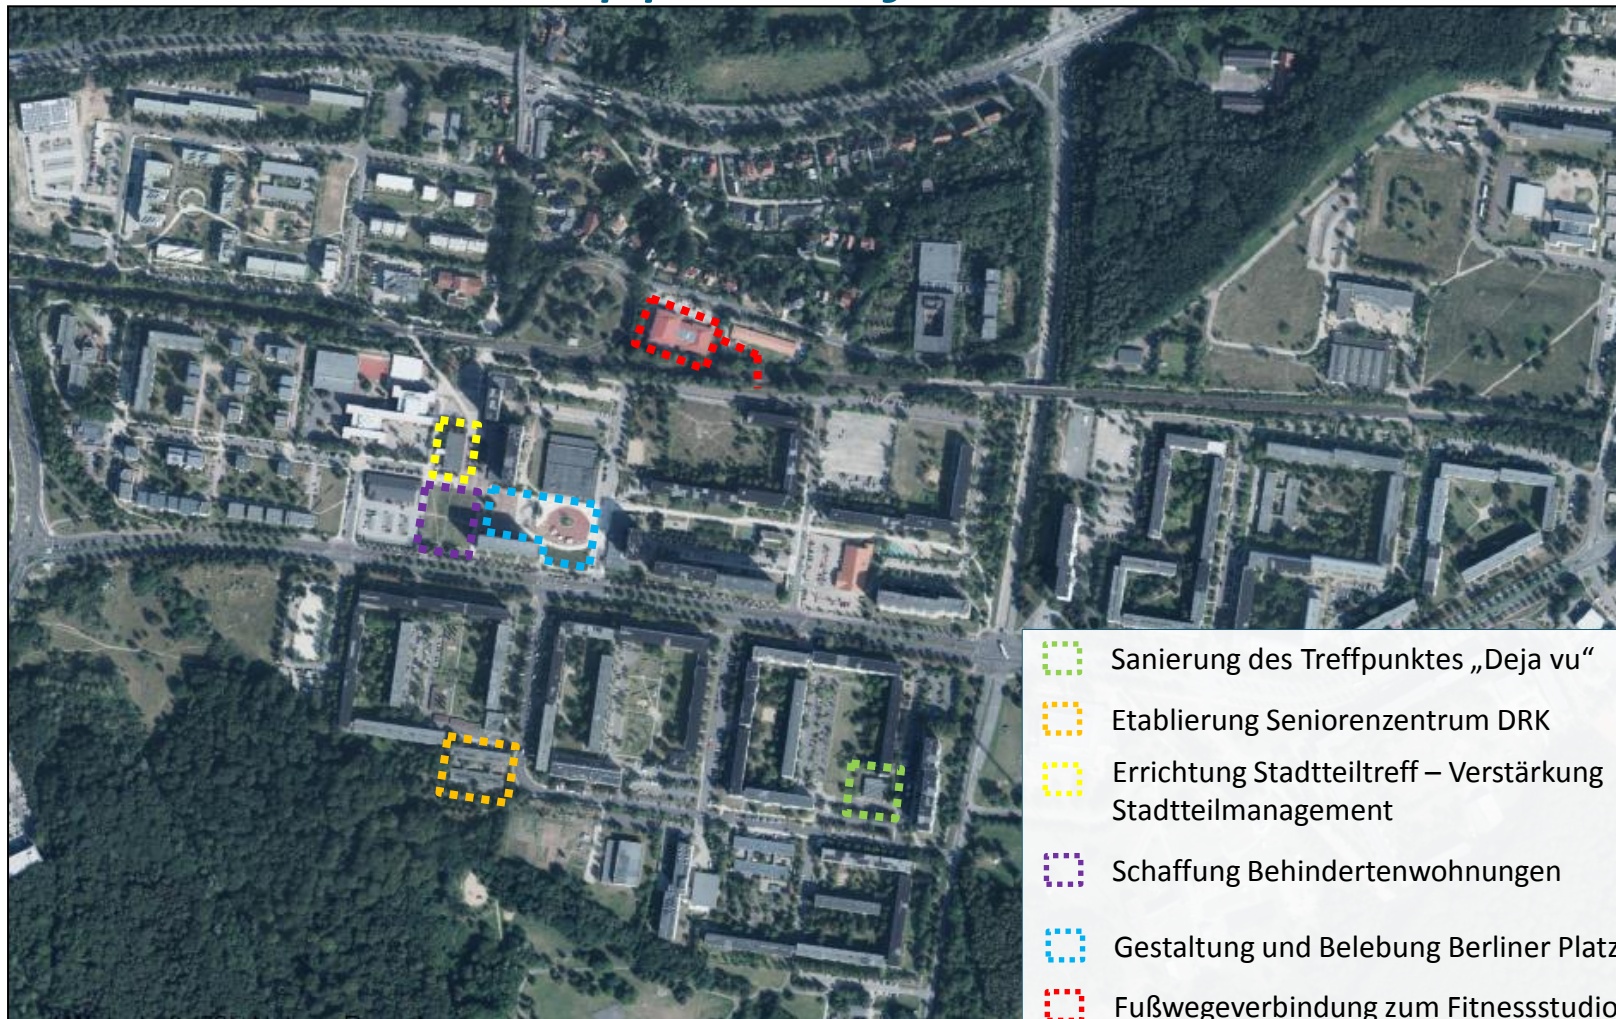 Sanierung des Treffpunktes „Deja vu“
Etablierung Seniorenzentrum DRK
Errichtung Stadtteiltreff – Verstärkung
Stadtteilmanagement
Schaffung Behindertenwohnungen
Gestaltung und Belebung Berliner Platz
Fußwegeverbindung zum Fitnessstudio